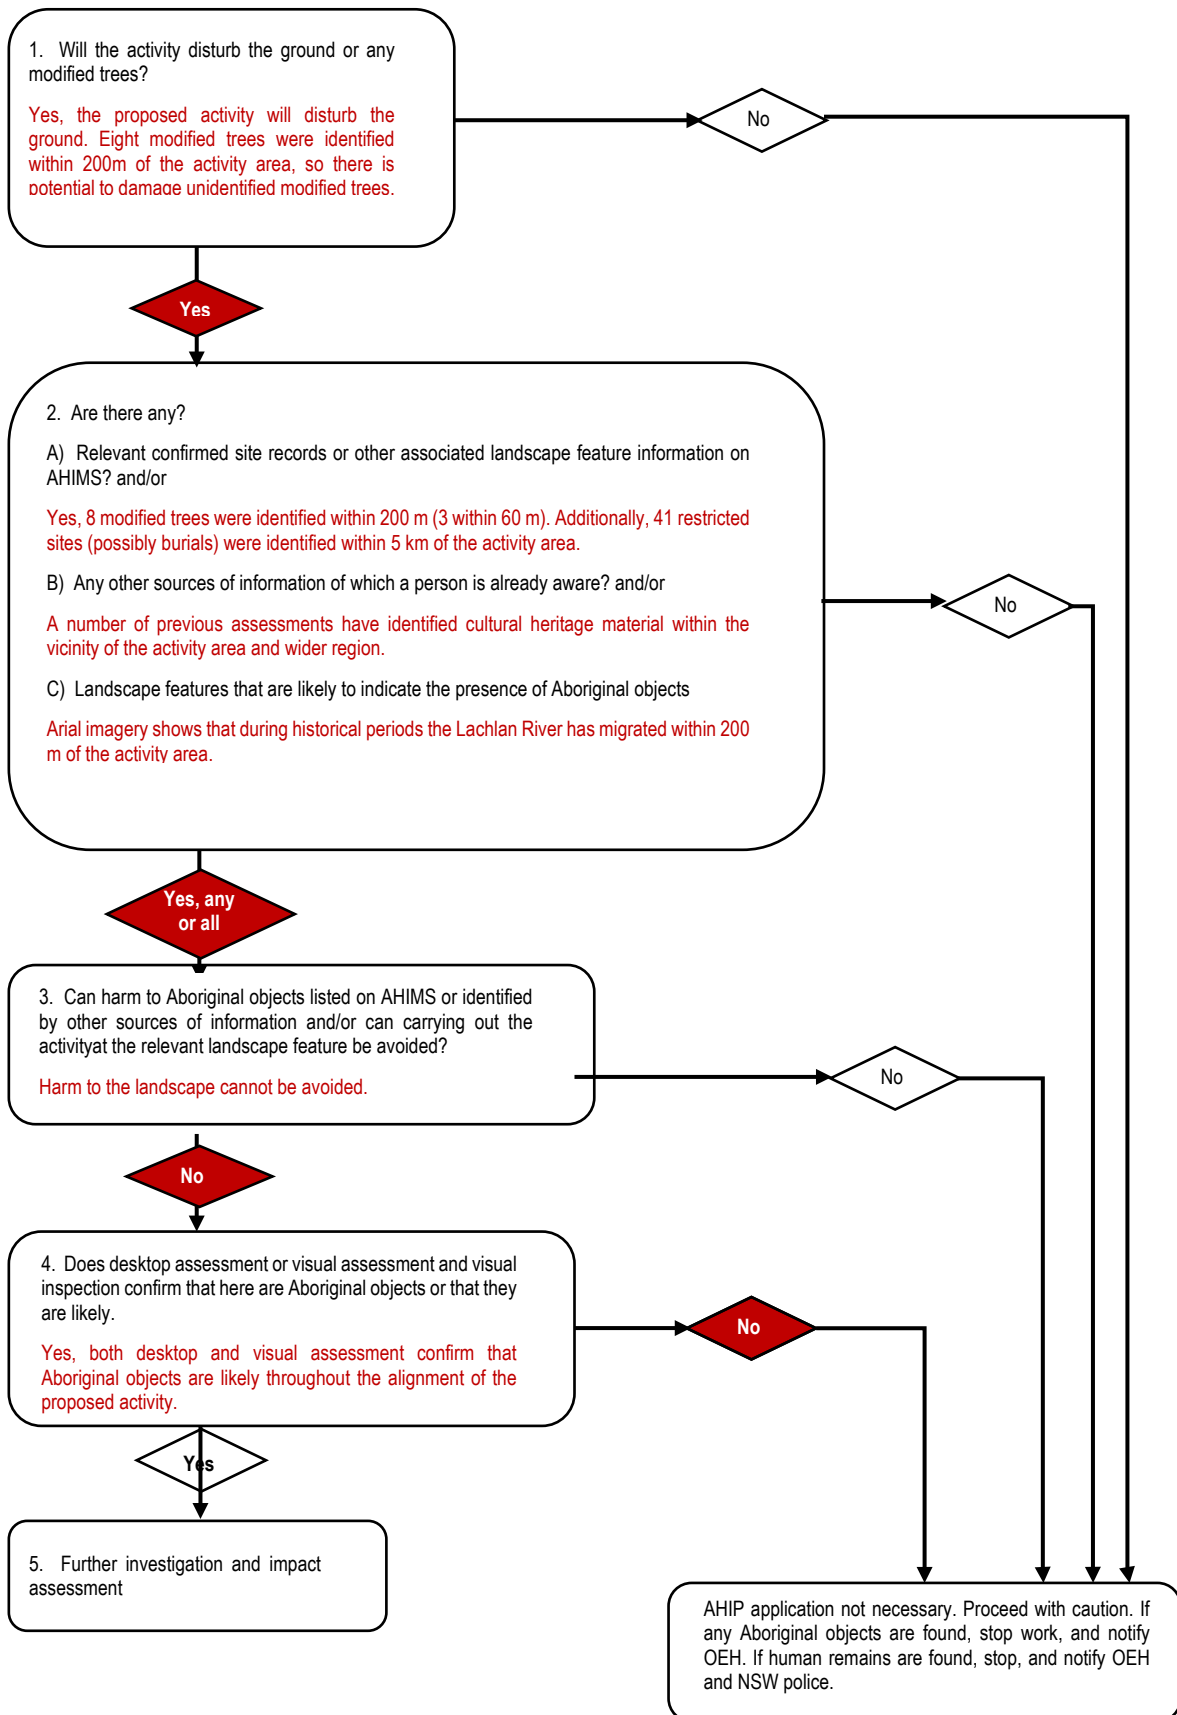 1. Will the activity disturb the ground or any
modified trees?
Yes, the proposed activity will disturb the
ground. Eight modified trees were identified
within 200m of the activity area, so there is
potential to damage unidentified modified trees.
No
Yes
2. Are there any?
A) Relevant confirmed site records or other associated landscape feature information on
AHIMS? and/or
Yes, 8 modified trees were identified within 200 m (3 within 60 m). Additionally, 41 restricted
sites (possibly burials) were identified within 5 km of the activity area.
B) Any other sources of information of which a person is already aware? and/or
A number of previous assessments have identified cultural heritage material within the
vicinity of the activity area and wider region.
C) Landscape features that are likely to indicate the presence of Aboriginal objects
Arial imagery shows that during historical periods the Lachlan River has migrated within 200
m of the activity area.
No
Yes, any
or all
3. Can harm to Aboriginal objects listed on AHIMS or identified
by other sources of information and/or can carrying out the
activityat the relevant landscape feature be avoided?
Harm to the landscape cannot be avoided.
No
No
4. Does desktop assessment or visual assessment and visual
inspection confirm that here are Aboriginal objects or that they
are likely.
Yes, both desktop and visual assessment confirm that
Aboriginal objects are likely throughout the alignment of the
proposed activity.
No
Yes
5. Further investigation and impact
assessment
AHIP application not necessary. Proceed with caution. If
any Aboriginal objects are found, stop work, and notify
OEH. If human remains are found, stop, and notify OEH
and NSW police.